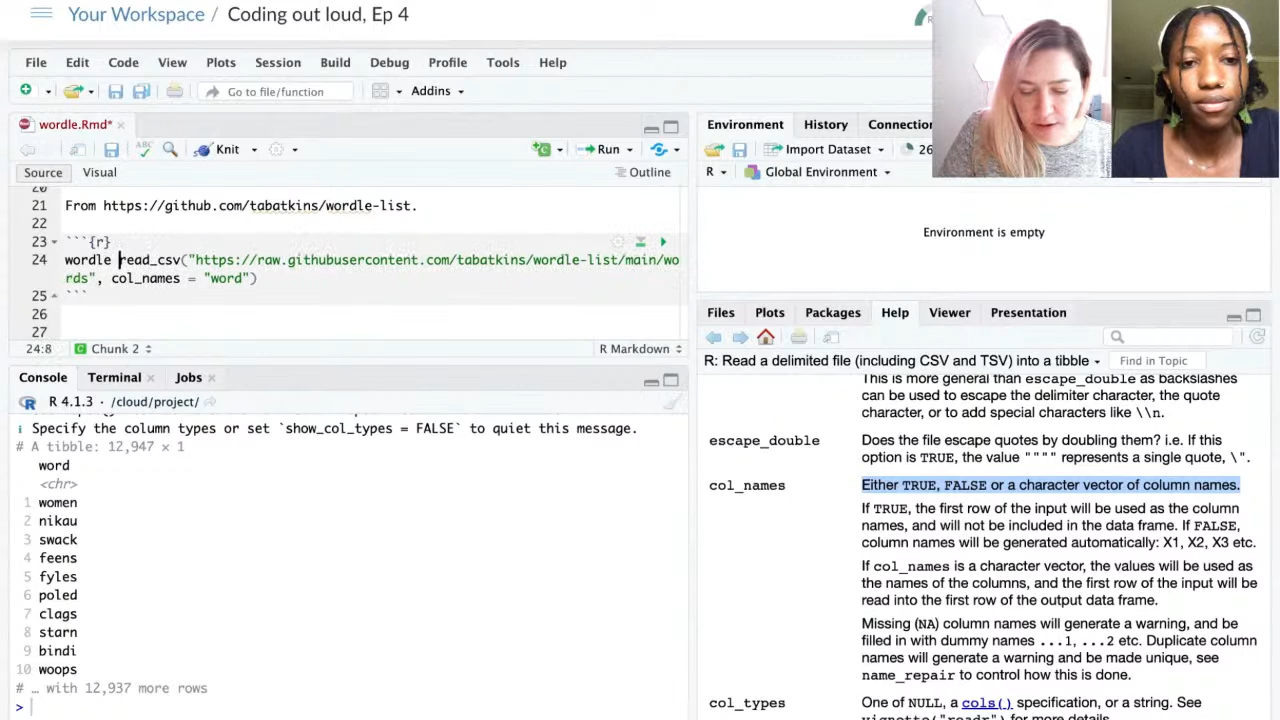 Your Workspace / Coding out loud, Ep 4
File Edit Code View Plots Session Build Debug Profile Tools Help
Go to file/function
Addins
wordle.Rmd*
Knit
Run
Source Visual
Outline
21 From https://github.com/tabatkins/wordle-list.
22
23 ```{r}
24 wordle read_csv("https://raw.githubusercontent.com/tabatkins/wordle-list/main/wo
rds", col_names = "word")
25 ```
26
27
24:8 Chunk 2 R Markdown
Console Terminal Jobs
R 4.1.3 · /cloud/project/
i Specify the column types or set `show_col_types = FALSE` to quiet this message.
# A tibble: 12,947 × 1
word
<chr>
1 women
2 nikau
3 swack
4 feens
5 fyles
6 poled
7 clags
8 starn
9 bindi
10 woops
# … with 12,937 more rows
>
Environment History Connection
Import Dataset 26
R Global Environment
Environment is empty
Files Plots Packages Help Viewer Presentation
R: Read a delimited file (including CSV and TSV) into a tibble Find in Topic
This is more general than escape_double as backslashes
can be used to escape the delimiter character, the quote
character, or to add special characters like \\n.
escape_double Does the file escape quotes by doubling them? i.e. If this
option is TRUE, the value """" represents a single quote, \".
col_names Either TRUE, FALSE or a character vector of column names.
If TRUE, the first row of the input will be used as the column
names, and will not be included in the data frame. If FALSE,
column names will be generated automatically: X1, X2, X3 etc.
If col_names is a character vector, the values will be used as
the names of the columns, and the first row of the input will be
read into the first row of the output data frame.
Missing (NA) column names will generate a warning, and be
filled in with dummy names ...1, ...2 etc. Duplicate column
names will generate a warning and be made unique, see
name_repair to control how this is done.
col_types One of NULL, a cols() specification, or a string. See
vignette("readr") for more details.